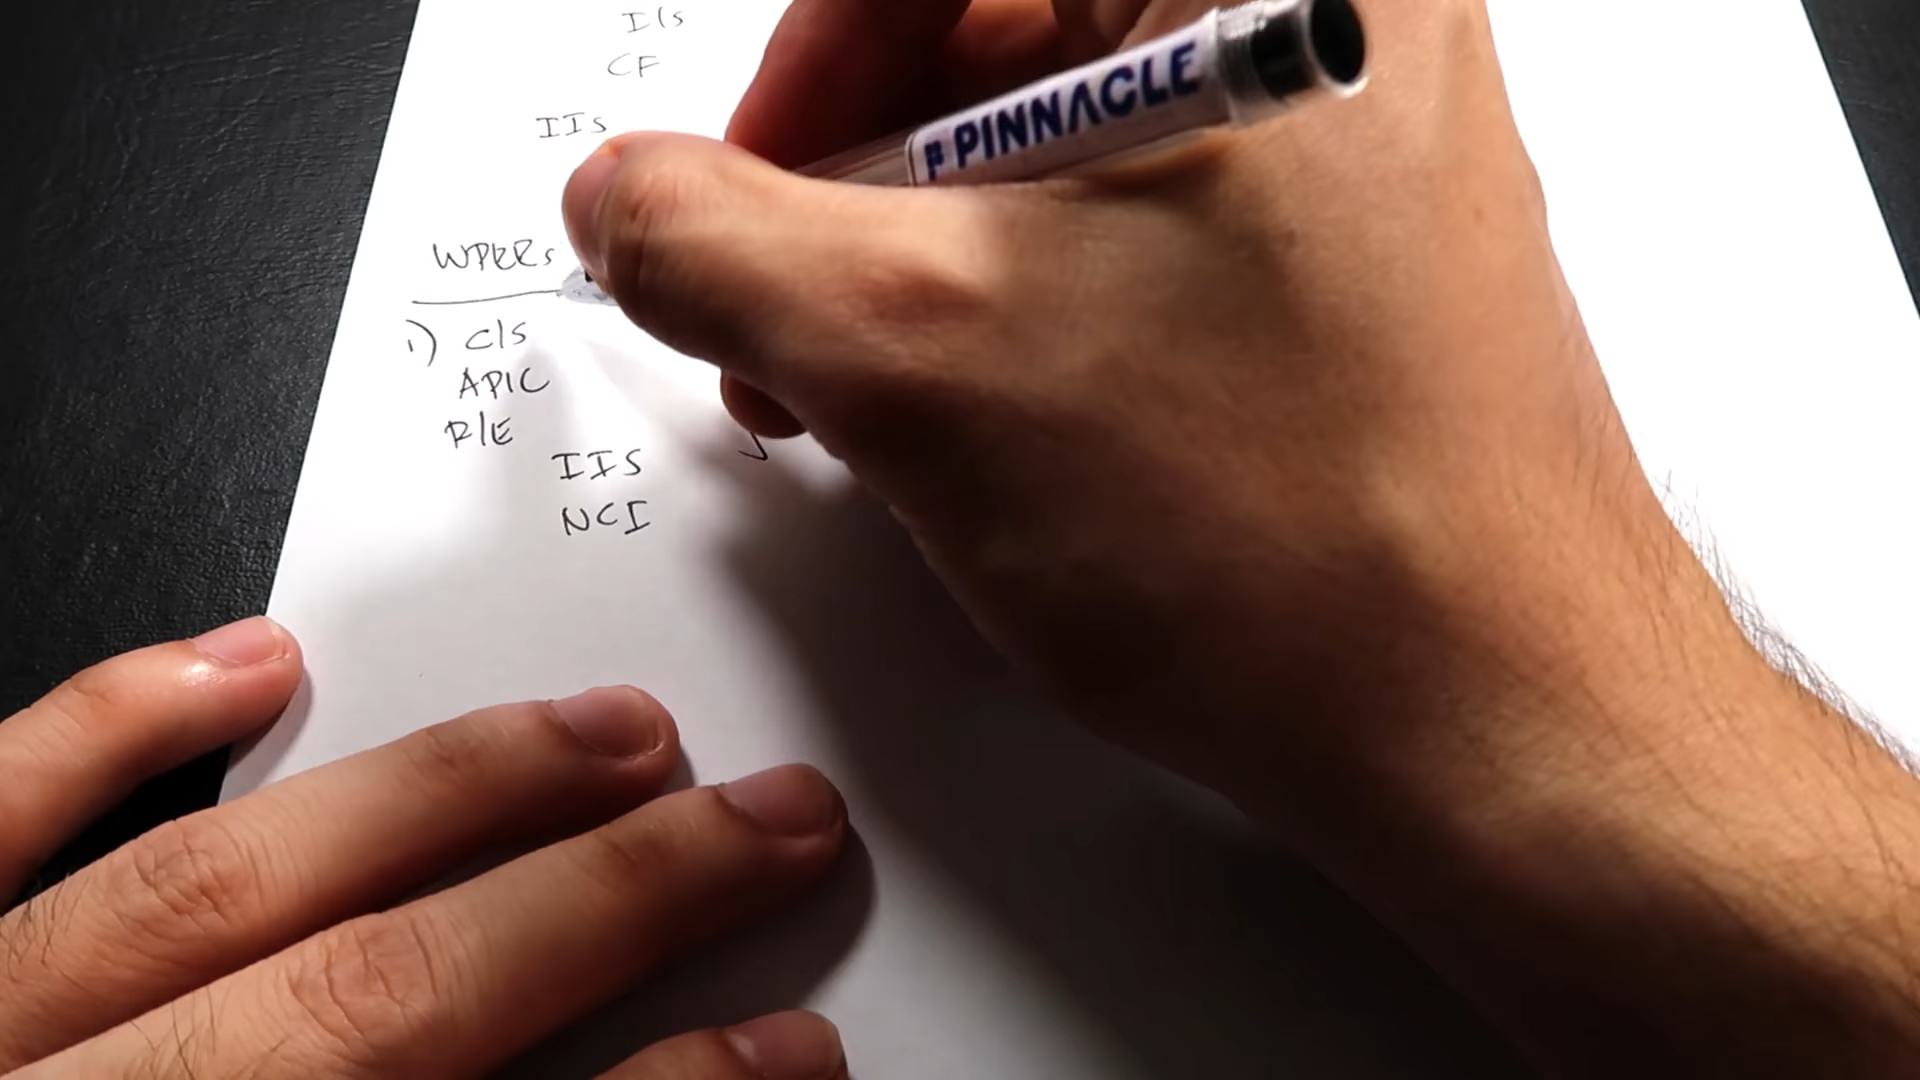 I/s
CF
IIs
PINNACLE
WPERs
1) C/S
APIC
R/E
IIS
NCI